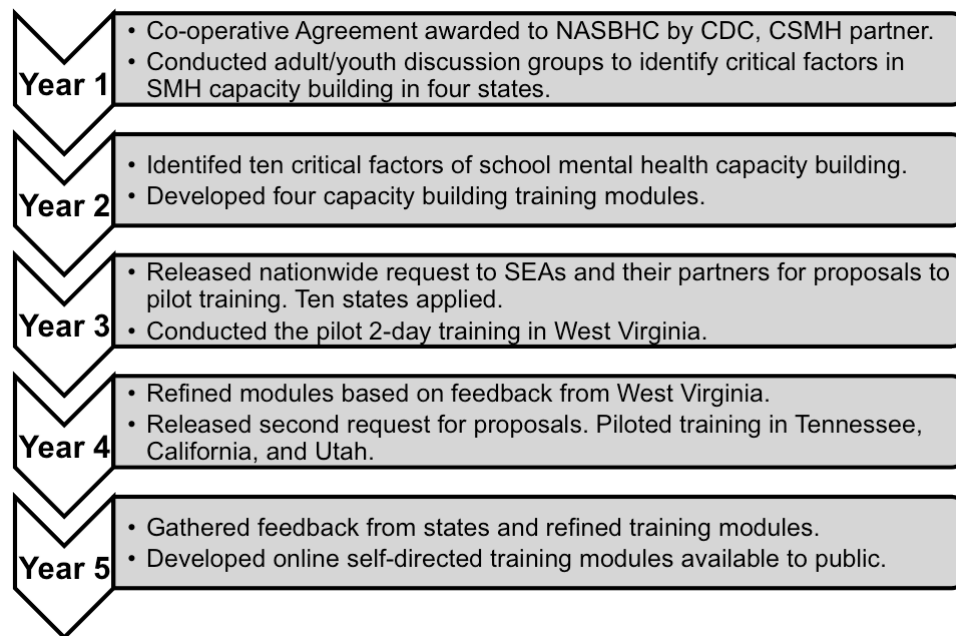 Year 1
• Co-operative Agreement awarded to NASBHC by CDC, CSMH partner.
• Conducted adult/youth discussion groups to identify critical factors in
SMH capacity building in four states.
Year 2
• Identifed ten critical factors of school mental health capacity building.
• Developed four capacity building training modules.
Year 3
• Released nationwide request to SEAs and their partners for proposals to
pilot training. Ten states applied.
• Conducted the pilot 2-day training in West Virginia.
Year 4
• Refined modules based on feedback from West Virginia.
• Released second request for proposals. Piloted training in Tennessee,
California, and Utah.
Year 5
• Gathered feedback from states and refined training modules.
• Developed online self-directed training modules available to public.